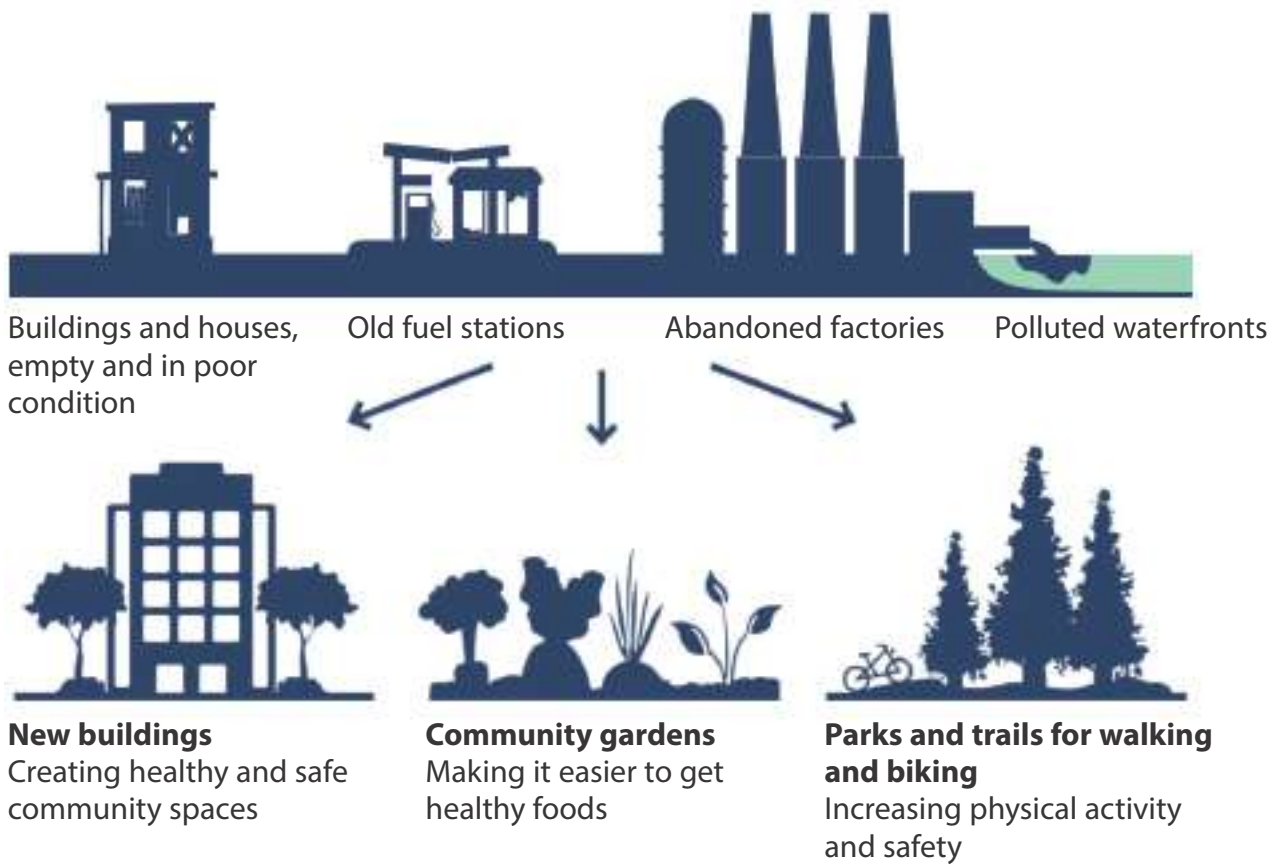 Buildings and houses,
empty and in poor
condition
Old fuel stations
Abandoned factories
Polluted waterfronts
New buildings
Creating healthy and safe
community spaces
Community gardens
Making it easier to get
healthy foods
Parks and trails for walking
and biking
Increasing physical activity
and safety